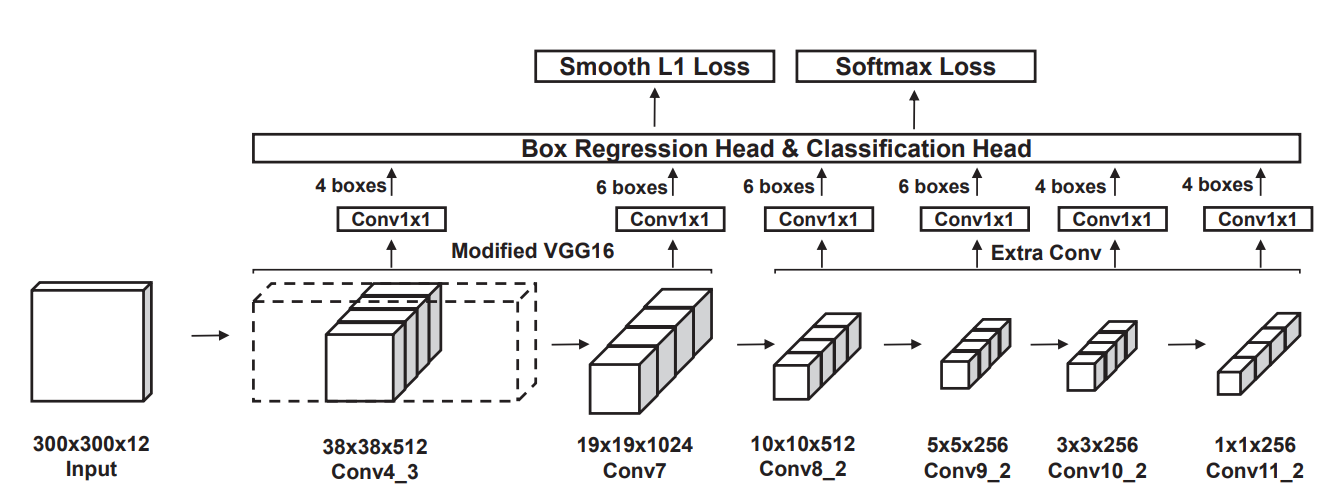 Smooth L1 Loss
Softmax Loss
Box Regression Head & Classification Head
4 boxes
6 boxes
6 boxes
6 boxes
4 boxes
4 boxes
Conv1x1
Conv1x1
Conv1x1
Conv1x1
Conv1x1
Conv1x1
Modified VGG16
Extra Conv
300x300x12
Input
38x38x512
Conv4_3
19x19x1024
Conv7
10x10x512
Conv8_2
5x5x256
Conv9_2
3x3x256
Conv10_2
1x1x256
Conv11_2